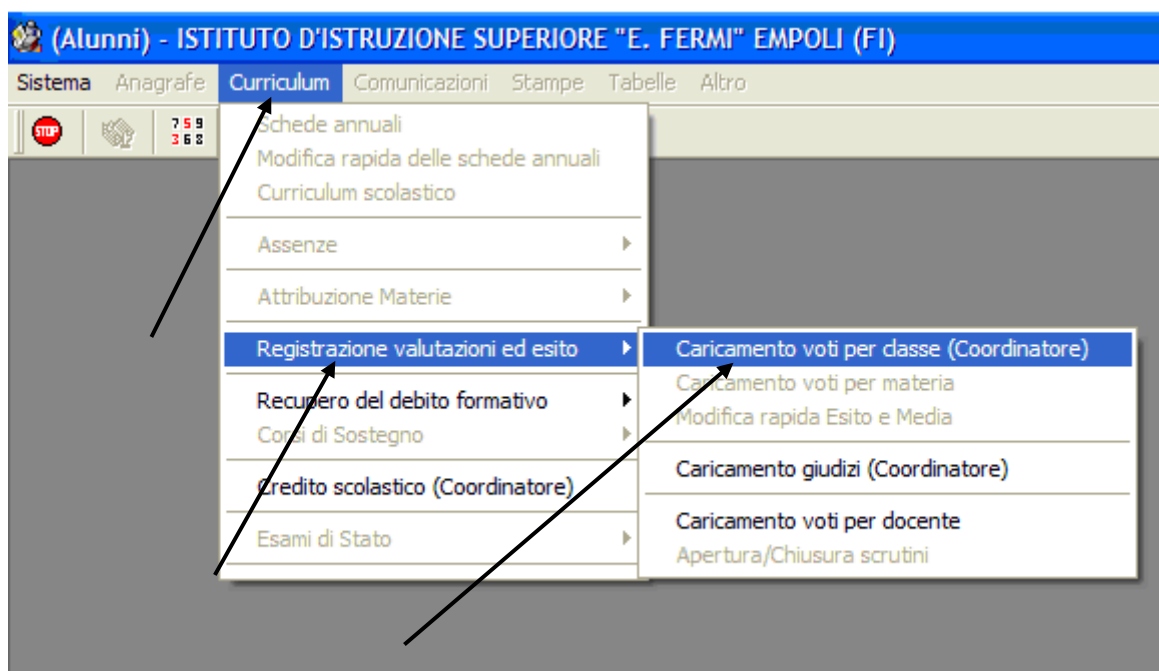 (Alunni) - ISTITUTO D'ISTRUZIONE SUPERIORE "E. FERMI" EMPOLI (FI)
Sistema Anagrafe Curriculum Comunicazioni Stampe Tabelle Altro
STOP
7 5 9
3 6 8
Schede annuali
Modifica rapida delle schede annuali
Curriculum scolastico
Assenze
Attribuzione Materie
Registrazione valutazioni ed esito
Recupero del debito formativo
Corsi di Sostegno
Credito scolastico (Coordinatore)
Esami di Stato
Caricamento voti per classe (Coordinatore)
Caricamento voti per materia
Modifica rapida Esito e Media
Caricamento giudizi (Coordinatore)
Caricamento voti per docente
Apertura/Chiusura scrutini